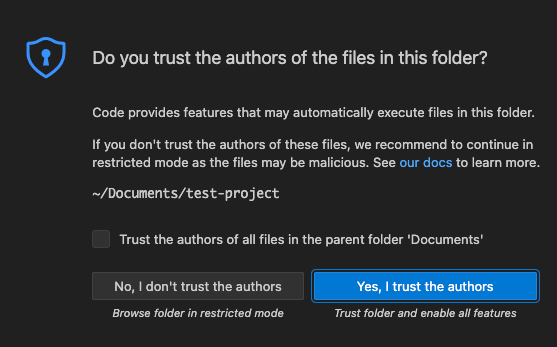 Do you trust the authors of the files in this folder?
Code provides features that may automatically execute files in this folder.
If you don't trust the authors of these files, we recommend to continue in
restricted mode as the files may be malicious. See our docs to learn more.
~/Documents/test-project
Trust the authors of all files in the parent folder 'Documents'
No, I don't trust the authors
Browse folder in restricted mode
Yes, I trust the authors
Trust folder and enable all features